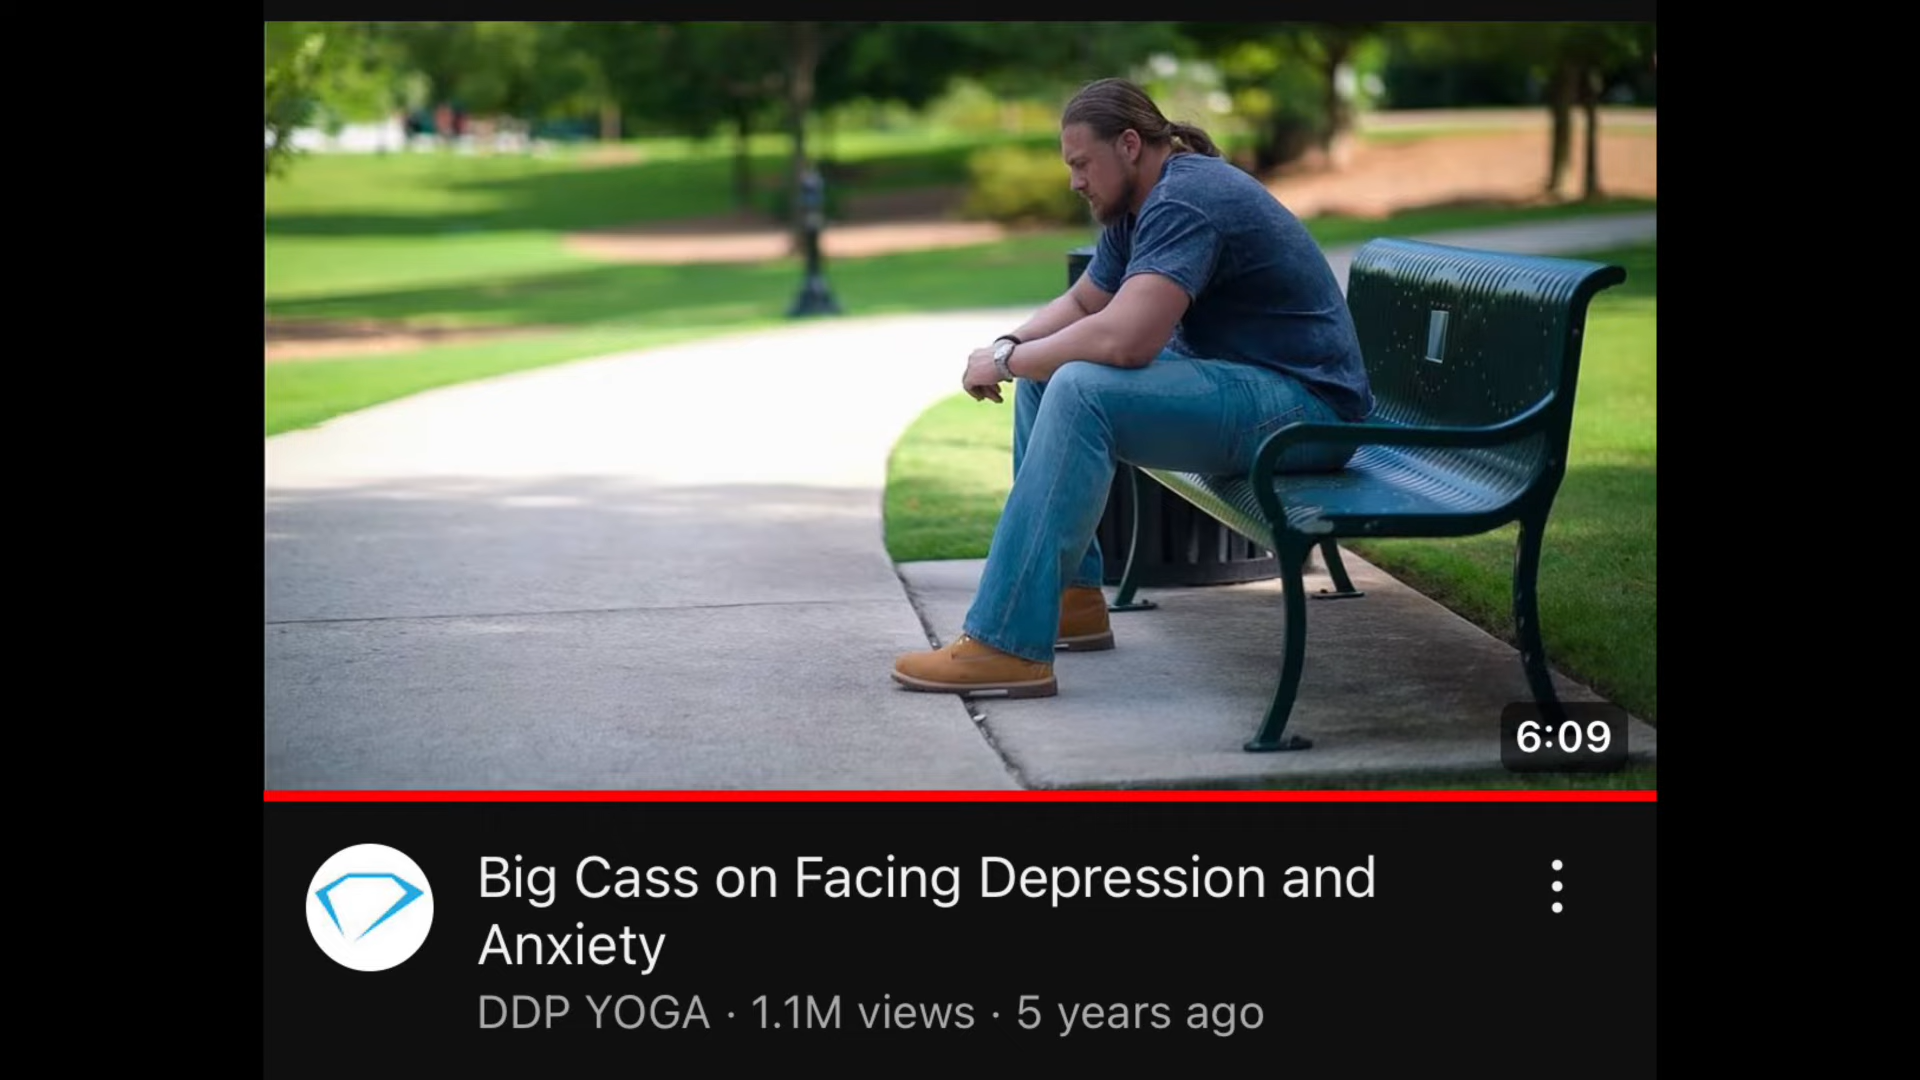 6:09
Big Cass on Facing Depression and
Anxiety
DDP YOGA · 1.1M views · 5 years ago